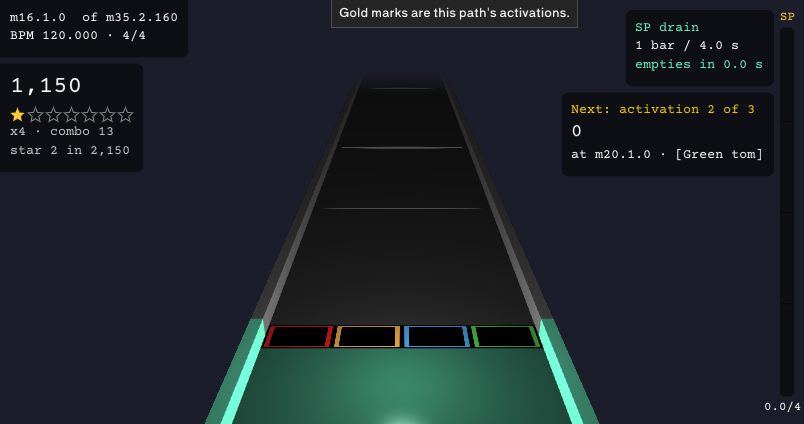 m16.1.0 of m35.2.160
BPM 120.000 · 4/4
Gold marks are this path's activations.
SP
SP drain
1 bar / 4.0 s
empties in 0.0 s
1,150
x4 · combo 13
star 2 in 2,150
Next: activation 2 of 3
0
at m20.1.0 · [Green tom]
0.0/4